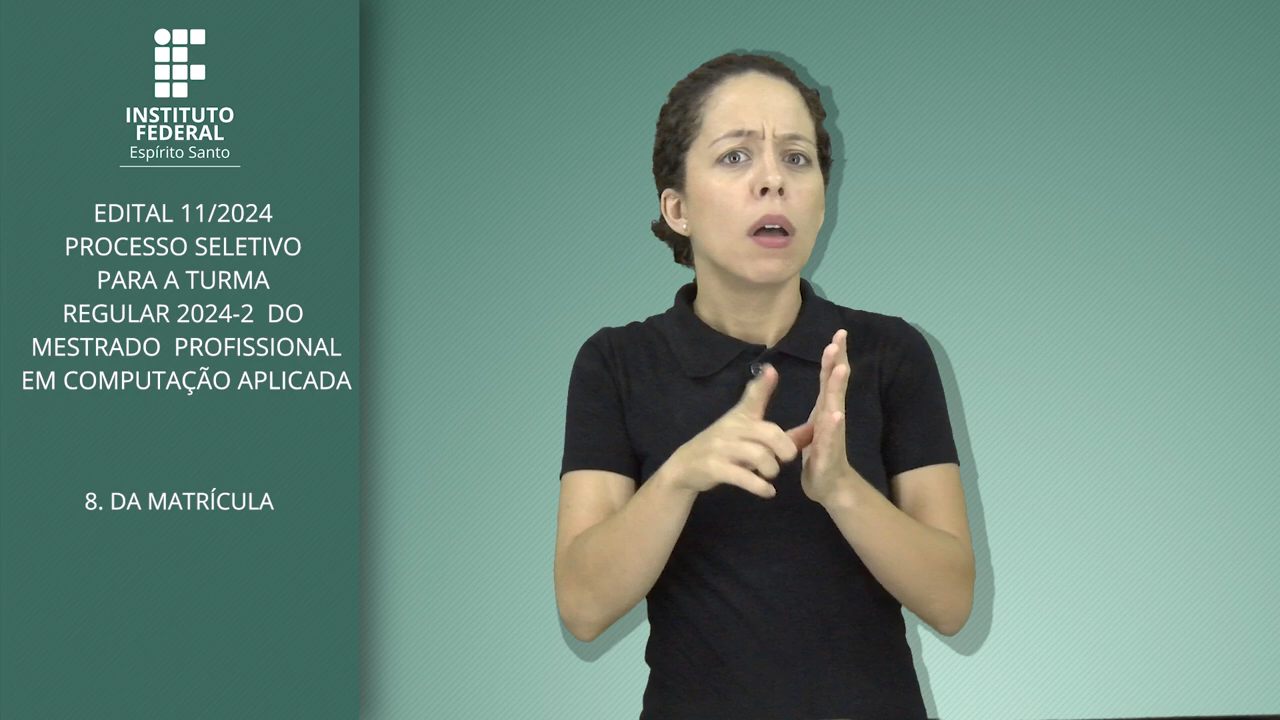 INSTITUTO
FEDERAL
Espírito Santo
EDITAL 11/2024
PROCESSO SELETIVO
PARA A TURMA
REGULAR 2024-2 DO
MESTRADO PROFISSIONAL
EM COMPUTAÇÃO APLICADA
8. DA MATRÍCULA